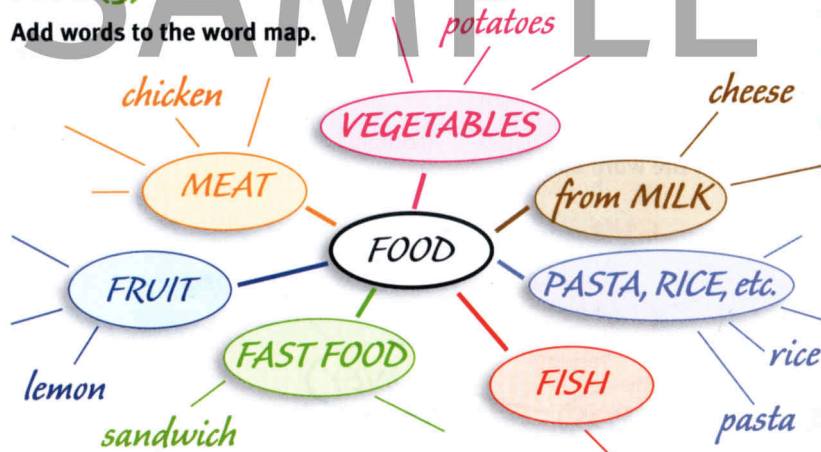 SAMPLE
Add words to the word map.
potatoes
chicken
cheese
VEGETABLES
MEAT
from MILK
FOOD
FRUIT
PASTA, RICE, etc.
FAST FOOD
rice
FISH
lemon
pasta
sandwich